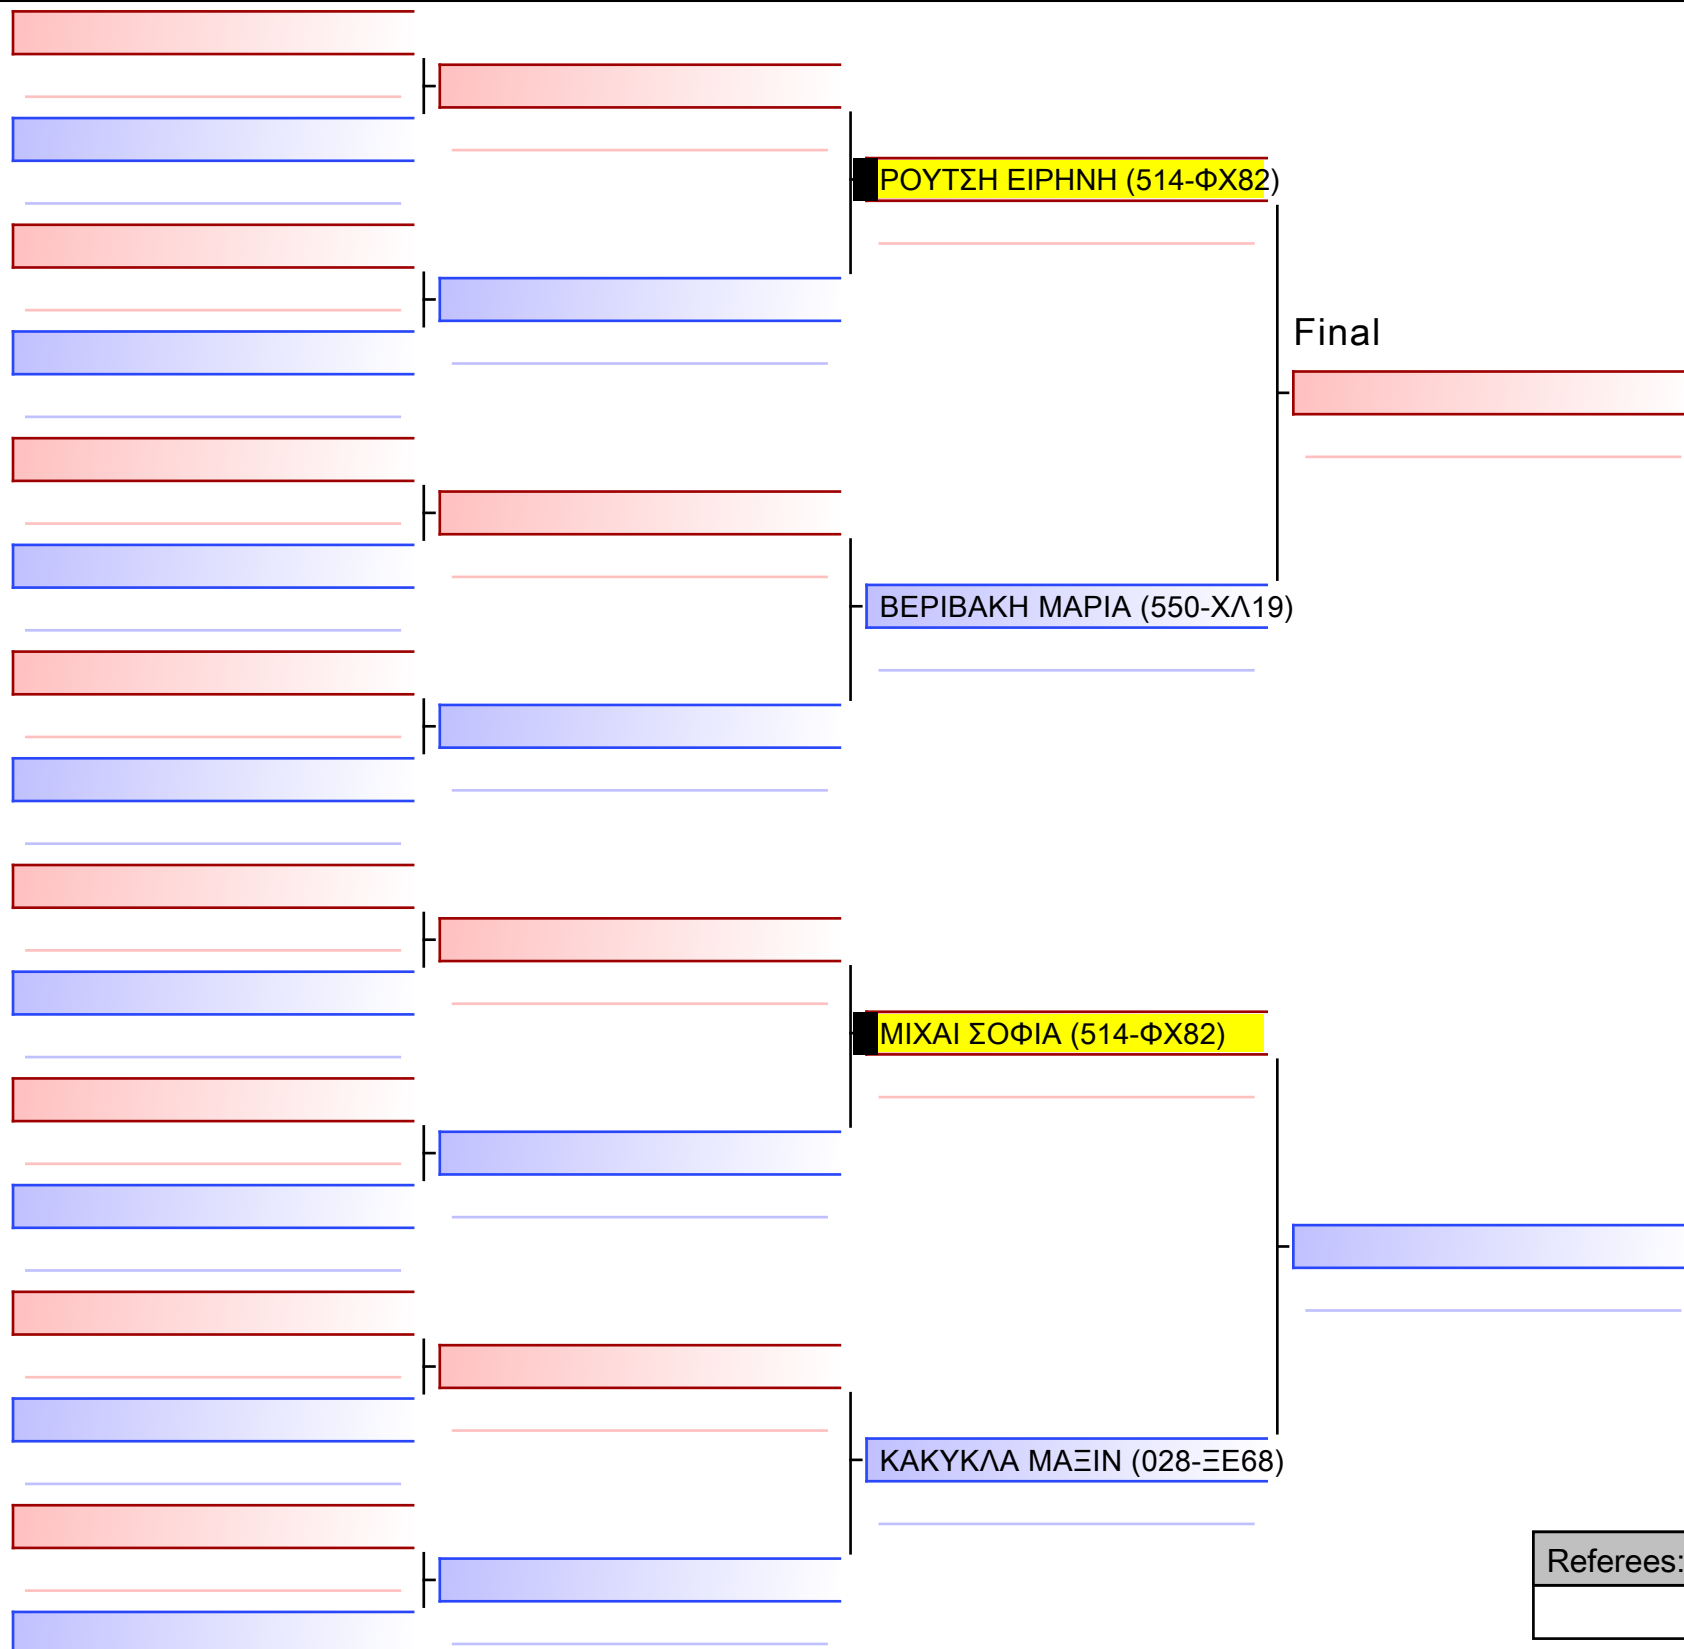 ΡΟΥΤΣΗ ΕΙΡΗΝΗ (514-ΦΧ82)
Final
ΒΕΡΙΒΑΚΗ ΜΑΡΙΑ (550-ΧΛ19)
ΜΙΧΑΙ ΣΟΦΙΑ (514-ΦΧ82)
ΚΑΚΥΚΛΑ ΜΑΞΙΝ (028-ΞΕ68)
Referees: